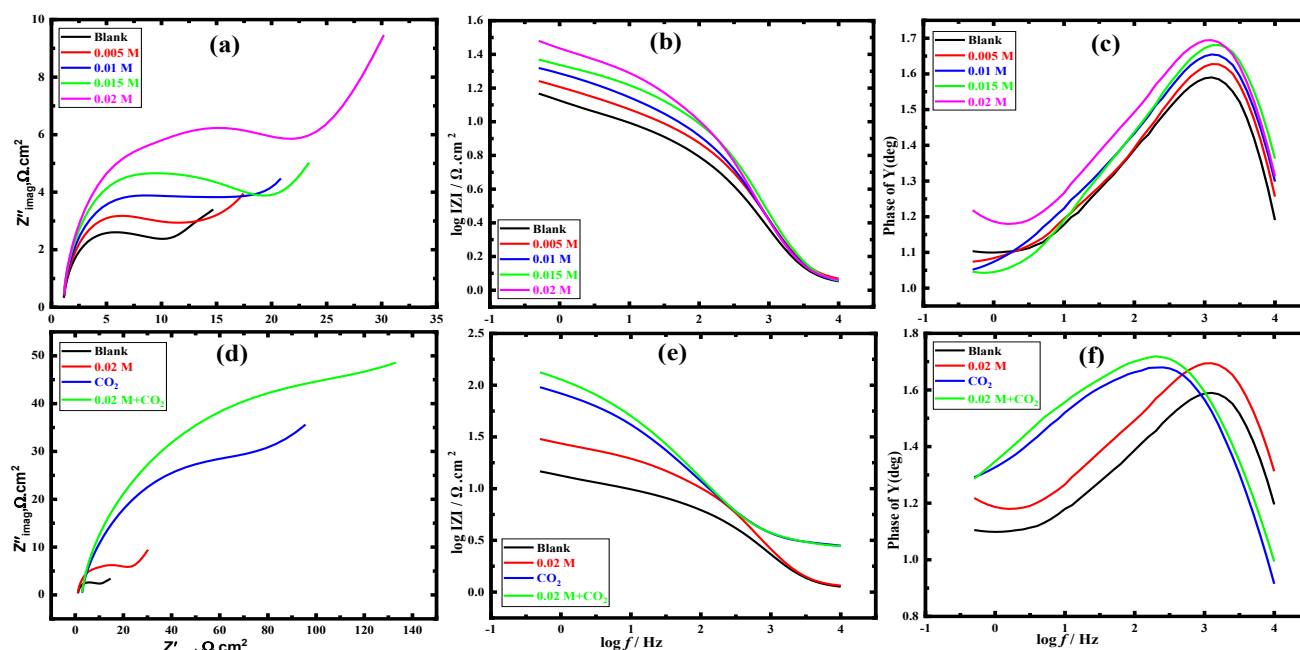 (a)
Blank
0.005 M
0.01 M
0.015 M
0.02 M
Z″imag,Ω.cm²
0
2
4
6
8
10
0
5
10
15
20
25
30
35
(b)
Blank
0.005 M
0.01 M
0.015 M
0.02 M
log IZI / Ω.cm²
0.0
0.2
0.4
0.6
0.8
1.0
1.2
1.4
1.6
-1
0
1
2
3
4
5
(c)
Blank
0.005 M
0.01 M
0.015 M
0.02 M
Phase of Y(deg)
1.0
1.1
1.2
1.3
1.4
1.5
1.6
1.7
-1
0
1
2
3
4
5
(d)
Blank
0.02 M
CO₂
0.02 M+CO₂
Z″imag,Ω.cm²
0
10
20
30
40
50
0
20
40
60
80
100
120
140
Ω.cm²
(e)
Blank
0.02 M
CO₂
0.02 M+CO₂
log IZI / Ω .cm²
0.0
0.5
1.0
1.5
2.0
2.5
-1
0
1
2
3
4
5
log f / Hz
(f)
Blank
0.02 M
CO₂
0.02 M+CO₂
Phase of Y(deg)
0.8
1.0
1.2
1.4
1.6
1.8
-1
0
1
2
3
4
5
log f / Hz